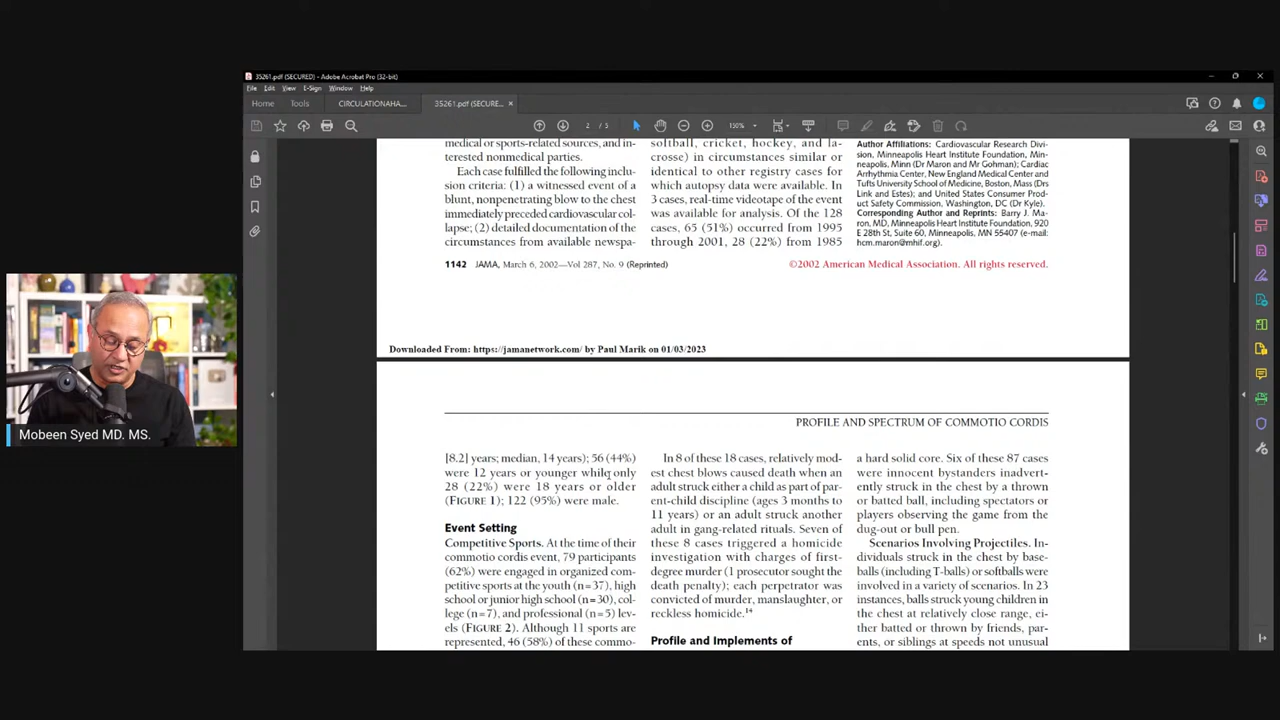 35261.pdf (SECURED) - Adobe Acrobat Pro (32-bit)
File Edit View E-Sign Window Help
Home Tools CIRCULATIONAHA... 35261.pdf (SECURE... ×
2 / 5 150%
medical or sports-related sources, and in-
terested nonmedical parties.
Each case fulfilled the following inclu-
sion criteria: (1) a witnessed event of a
blunt, nonpenetrating blow to the chest
immediately preceded cardiovascular col-
lapse; (2) detailed documentation of the
circumstances from available newspa-
softball, cricket, hockey, and la-
crosse) in circumstances similar or
identical to other registry cases for
which autopsy data were available. In
3 cases, real-time videotape of the event
was available for analysis. Of the 128
cases, 65 (51%) occurred from 1995
through 2001, 28 (22%) from 1985
Author Affiliations: Cardiovascular Research Divi-
sion, Minneapolis Heart Institute Foundation, Min-
neapolis, Minn (Dr Maron and Mr Gohman); Cardiac
Arrhythmia Center, New England Medical Center and
Tufts University School of Medicine, Boston, Mass (Drs
Link and Estes); and United States Consumer Prod-
uct Safety Commission, Washington, DC (Dr Kyle).
Corresponding Author and Reprints: Barry J. Ma-
ron, MD, Minneapolis Heart Institute Foundation, 920
E 28th St, Suite 60, Minneapolis, MN 55407 (e-mail:
hcm.maron@mhif.org).
1142 JAMA, March 6, 2002—Vol 287, No. 9 (Reprinted)
©2002 American Medical Association. All rights reserved.
Downloaded From: https://jamanetwork.com/ by Paul Marik on 01/03/2023
PROFILE AND SPECTRUM OF COMMOTIO CORDIS
[8.2] years; median, 14 years); 56 (44%)
were 12 years or younger while only
28 (22%) were 18 years or older
(FIGURE 1); 122 (95%) were male.
Event Setting
Competitive Sports. At the time of their
commotio cordis event, 79 participants
(62%) were engaged in organized com-
petitive sports at the youth (n=37), high
school or junior high school (n=30), col-
lege (n=7), and professional (n=5) lev-
els (FIGURE 2). Although 11 sports are
represented, 46 (58%) of these commo-
In 8 of these 18 cases, relatively mod-
est chest blows caused death when an
adult struck either a child as part of par-
ent-child discipline (ages 3 months to
11 years) or an adult struck another
adult in gang-related rituals. Seven of
these 8 cases triggered a homicide
investigation with charges of first-
degree murder (1 prosecutor sought the
death penalty); each perpetrator was
convicted of murder, manslaughter, or
reckless homicide.14
Profile and Implements of
a hard solid core. Six of these 87 cases
were innocent bystanders inadvert-
ently struck in the chest by a thrown
or batted ball, including spectators or
players observing the game from the
dug-out or bull pen.
Scenarios Involving Projectiles. In-
dividuals struck in the chest by base-
balls (including T-balls) or softballs were
involved in a variety of scenarios. In 23
instances, balls struck young children in
the chest at relatively close range, ei-
ther batted or thrown by friends, par-
ents, or siblings at speeds not unusual
Mobeen Syed MD. MS.